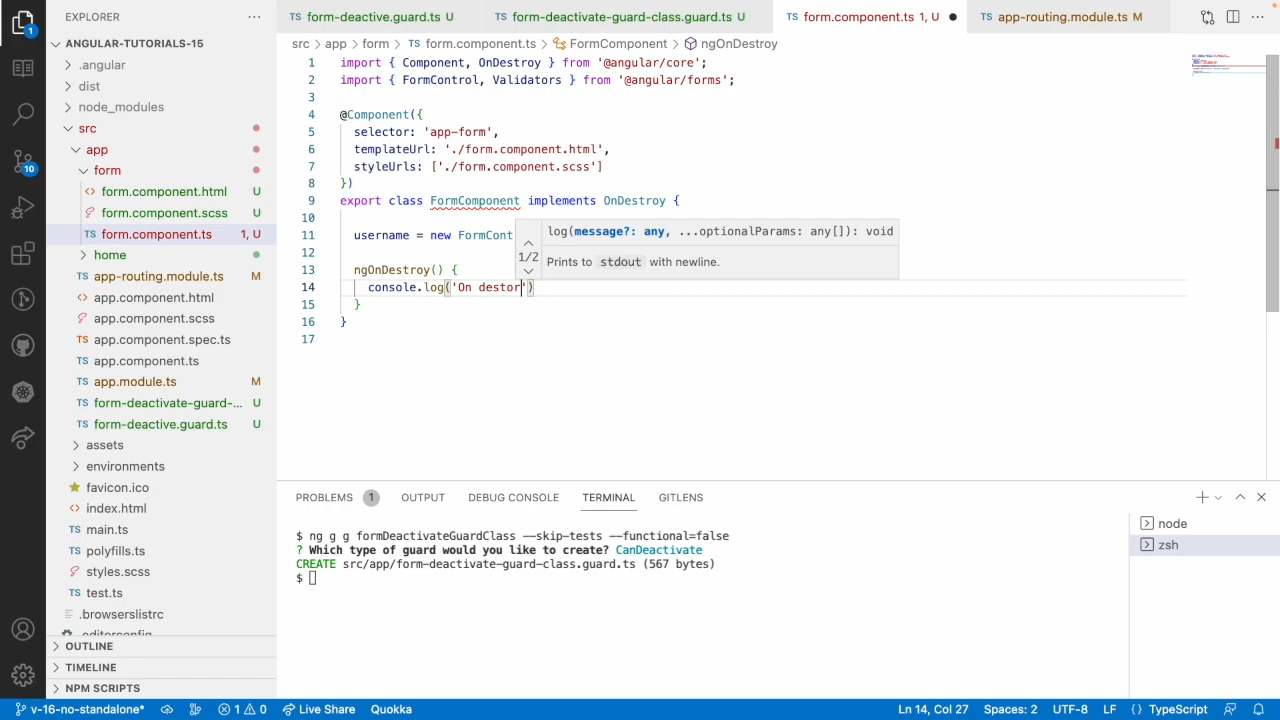 EXPLORER
form-deactive.guard.ts U
form-deactivate-guard-class.guard.ts U
form.component.ts 1, U
app-routing.module.ts M
ANGULAR-TUTORIALS-15
.angular
dist
node_modules
src
app
form
form.component.html U
form.component.scss U
form.component.ts 1, U
home
app-routing.module.ts M
app.component.html
app.component.scss
app.component.spec.ts
app.component.ts
app.module.ts M
form-deactivate-guard-... U
form-deactive.guard.ts U
assets
environments
favicon.ico
index.html
main.ts
polyfills.ts
styles.scss
test.ts
.browserslistrc
.editorconfig
OUTLINE
TIMELINE
NPM SCRIPTS
src > app > form > TS form.component.ts > FormComponent > ngOnDestroy
1 import { Component, OnDestroy } from '@angular/core';
2 import { FormControl, Validators } from '@angular/forms';
3
4 @Component({
5 selector: 'app-form',
6 templateUrl: './form.component.html',
7 styleUrls: ['./form.component.scss']
8 })
9 export class FormComponent implements OnDestroy {
10
11 username = new FormCont
12
13 ngOnDestroy() {
14 console.log('On destor')
15 }
16 }
17
log(message?: any, ...optionalParams: any[]): void
1/2
Prints to stdout with newline.
PROBLEMS 1 OUTPUT DEBUG CONSOLE TERMINAL GITLENS
$ ng g g formDeactivateGuardClass --skip-tests --functional=false
? Which type of guard would you like to create? CanDeactivate
CREATE src/app/form-deactivate-guard-class.guard.ts (567 bytes)
$
node
zsh
v-16-no-standalone* 1 0 Live Share Quokka Ln 14, Col 27 Spaces: 2 UTF-8 LF { } TypeScript